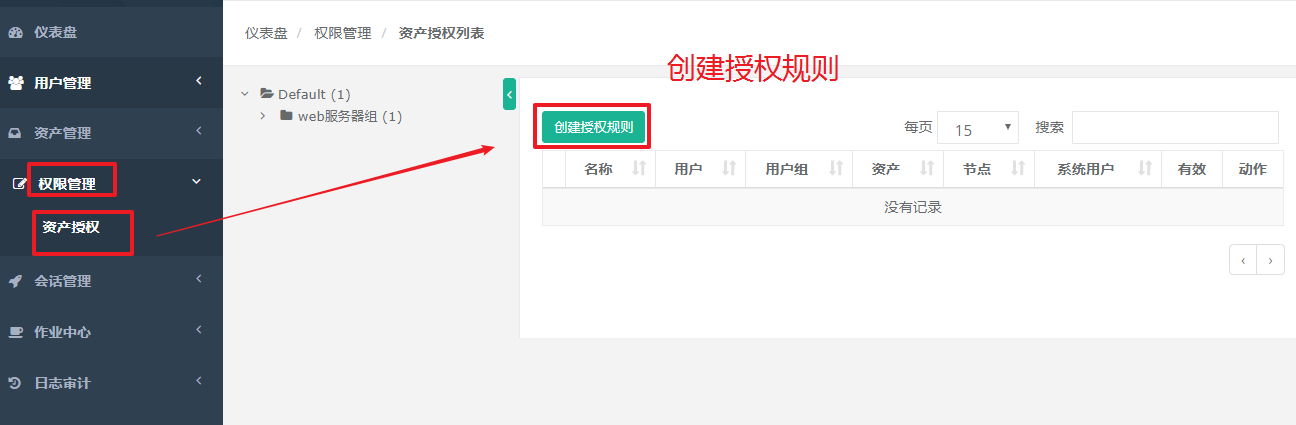 仪表盘
用户管理
资产管理
权限管理
资产授权
会话管理
作业中心
日志审计
仪表盘 / 权限管理 / 资产授权列表
创建授权规则
Default (1)
web服务器组 (1)
创建授权规则
每页 15 搜索
名称 用户 用户组 资产 节点 系统用户 有效 动作
没有记录
‹ ›